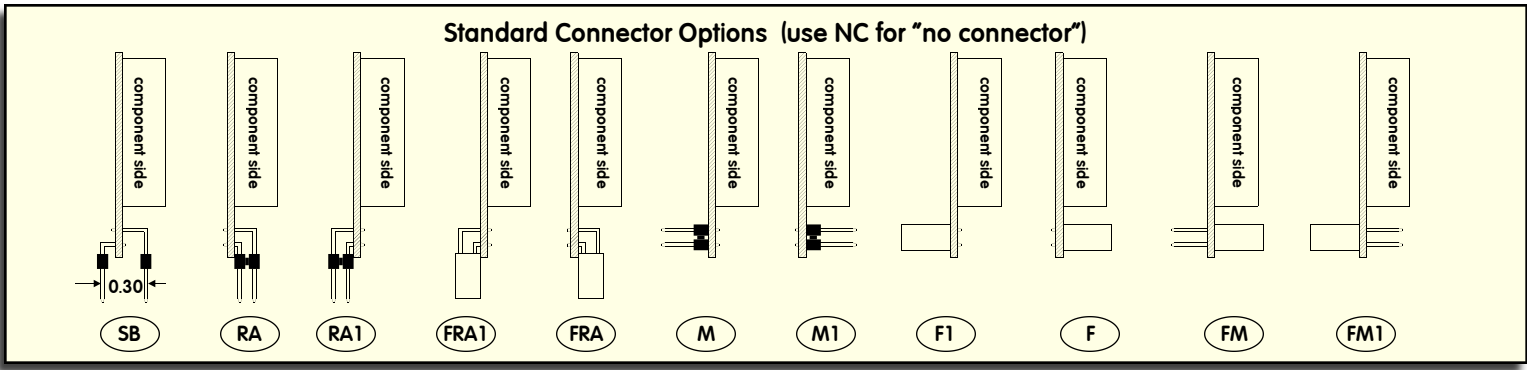 Standard Connector Options (use NC for "no connector")
component side
component side
component side
component side
component side
component side
component side
component side
component side
component side
component side
0.30
SB
RA
RA1
FRA1
FRA
M
M1
F1
F
FM
FM1